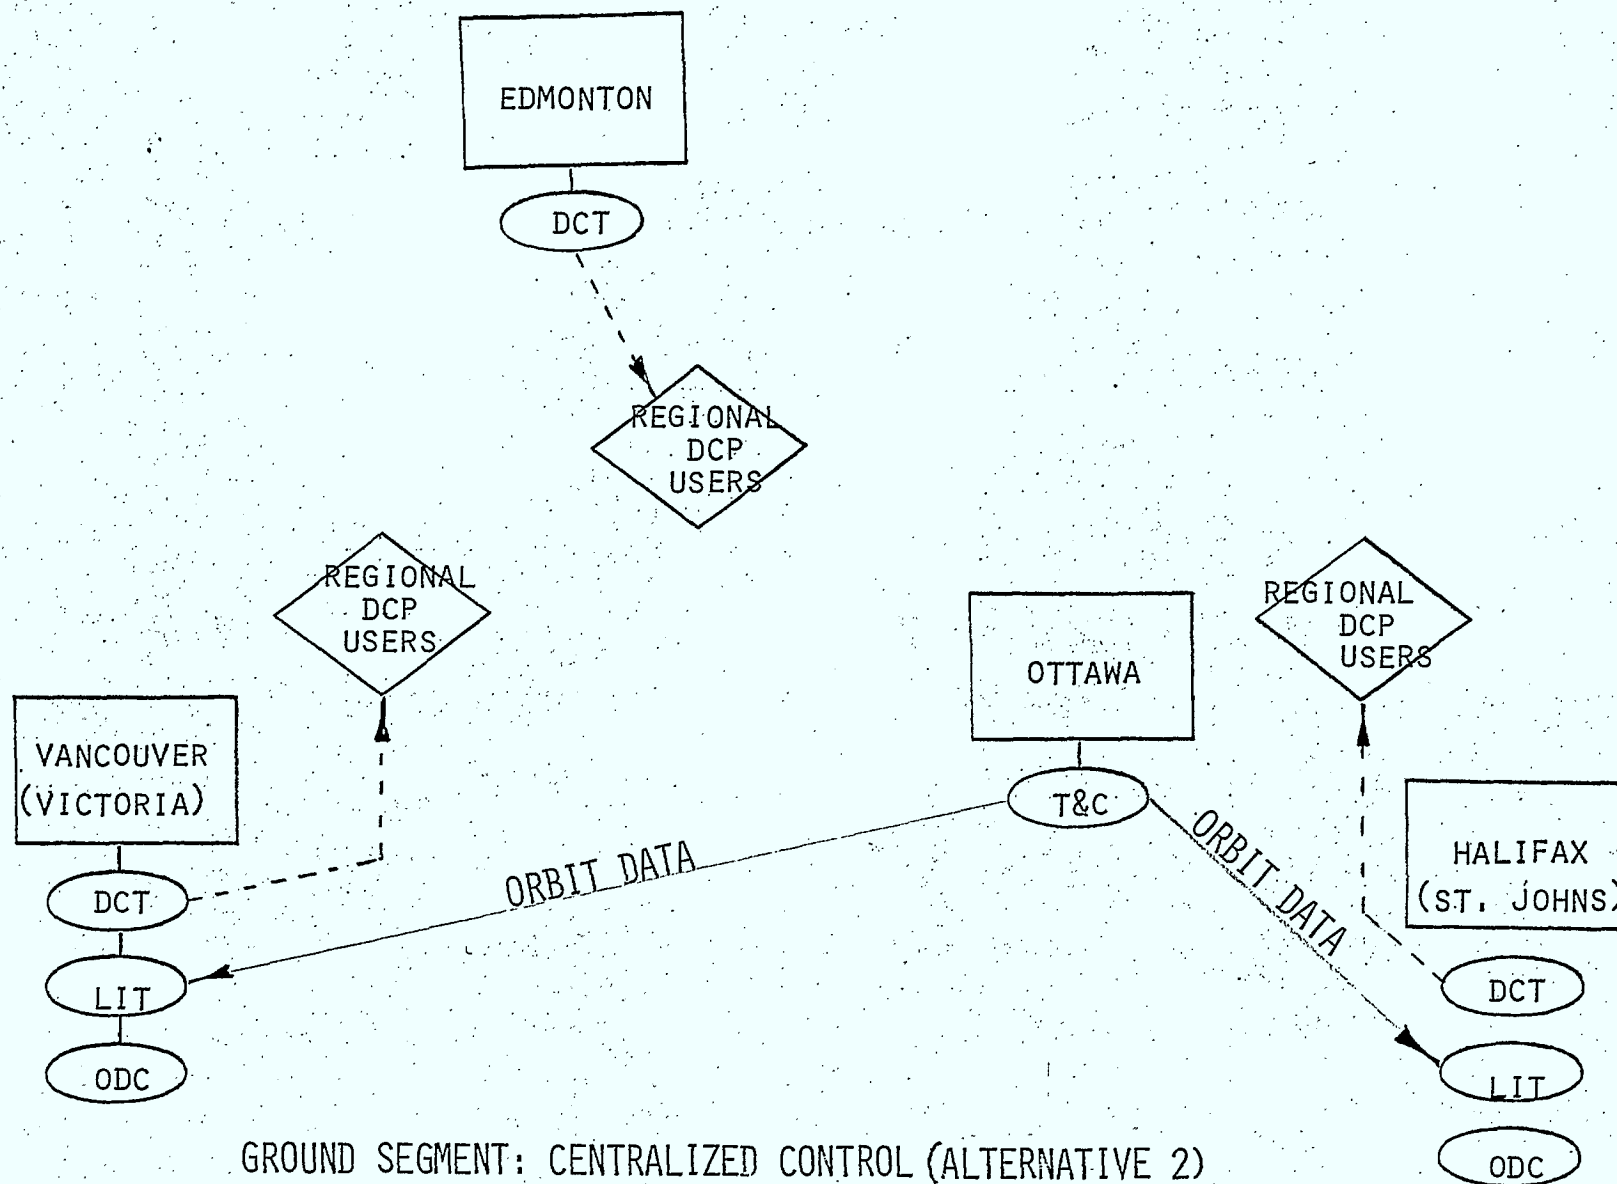 EDMONTON
DCT
REGIONAL
DCP
USERS
REGIONAL
DCP
USERS
REGIONAL
DCP
USERS
OTTAWA
T&C
VANCOUVER
(VICTORIA)
DCT
LIT
ODC
ORBIT DATA
ORBIT DATA
HALIFAX
(ST. JOHNS)
DCT
LIT
ODC
GROUND SEGMENT: CENTRALIZED CONTROL (ALTERNATIVE 2)